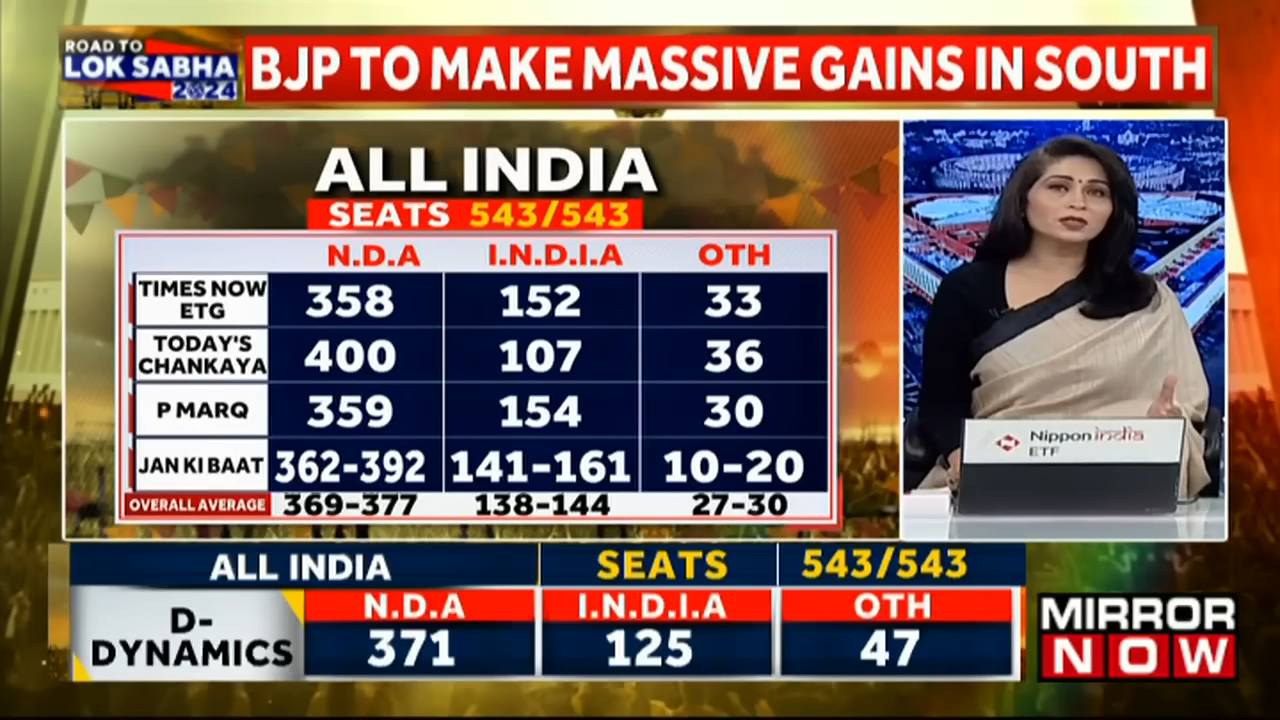 ROAD TO
LOK SABHA
2024
BJP TO MAKE MASSIVE GAINS IN SOUTH
ALL INDIA
SEATS 543/543
N.D.A I.N.D.I.A OTH
TIMES NOW
ETG 358 152 33
TODAY'S
CHANKAYA 400 107 36
P MARQ 359 154 30
JAN KI BAAT 362-392 141-161 10-20
OVERALL AVERAGE 369-377 138-144 27-30
Nippon india
ETF
ALL INDIA SEATS 543/543
D-
DYNAMICS
N.D.A I.N.D.I.A OTH
371 125 47
MIRROR
NOW